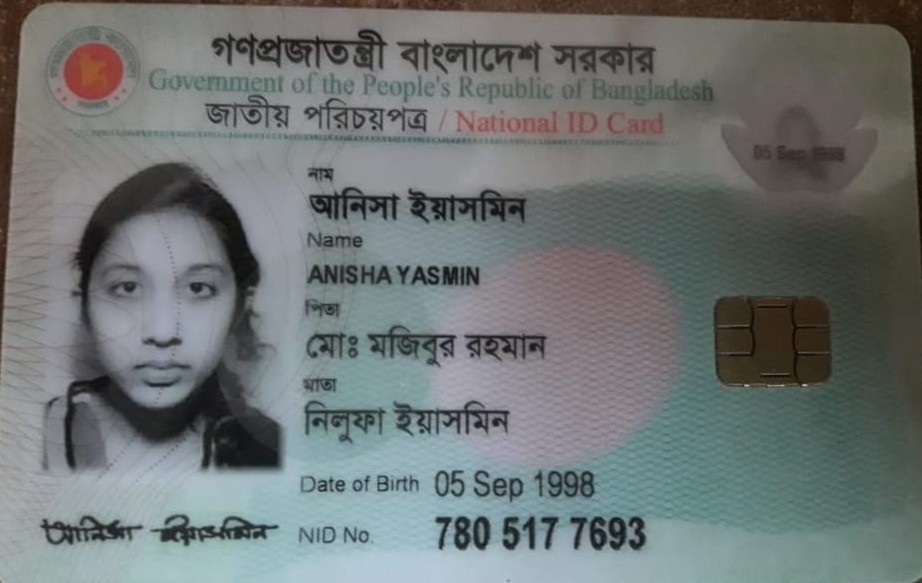 গণপ্রজাতন্ত্রী বাংলাদেশ সরকার
Government of the People's Republic of Bangladesh
জাতীয় পরিচয়পত্র / National ID Card
05 Sep 1998
নাম
আনিসা ইয়াসমিন
Name
ANISHA YASMIN
পিতা
মোঃ মজিবুর রহমান
মাতা
নিলুফা ইয়াসমিন
Date of Birth 05 Sep 1998
আনিসা ইয়াসমিন
NID No. 780 517 7693